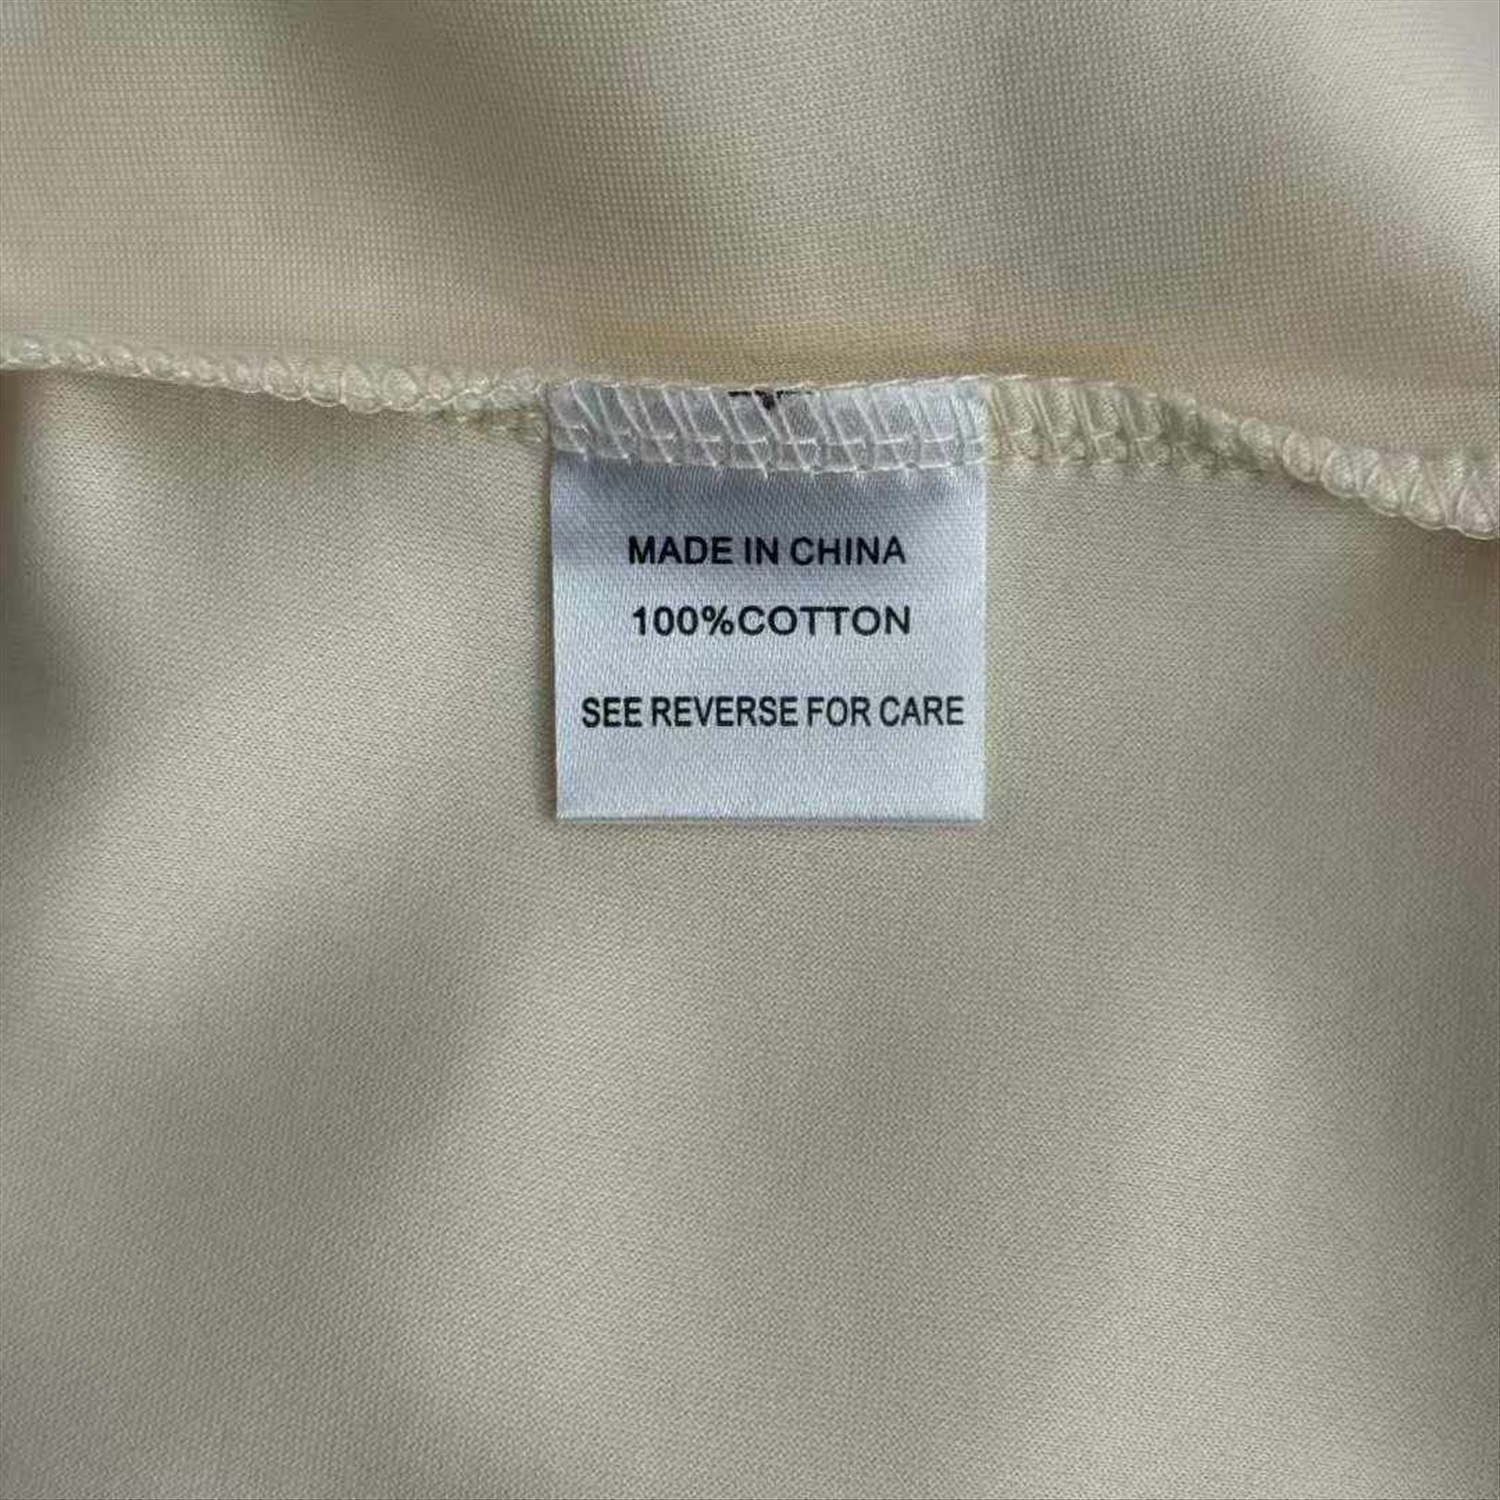 MADE IN CHINA
100%COTTON
SEE REVERSE FOR CARE